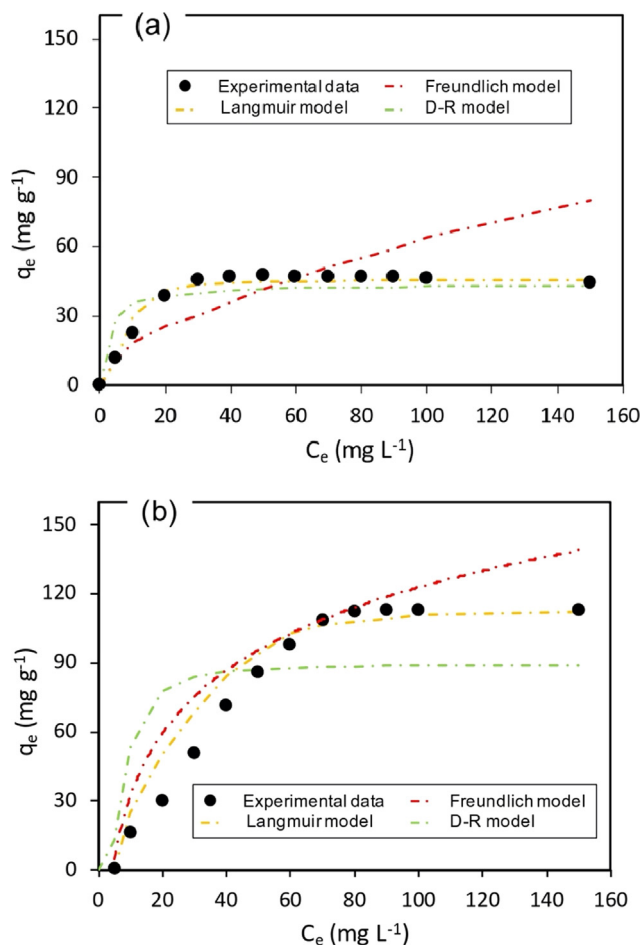 (a)
150
120
90
60
30
0
qₑ (mg g⁻¹)
Experimental data
Freundlich model
Langmuir model
D-R model
0 20 40 60 80 100 120 140 160
Cₑ (mg L⁻¹)
(b)
150
120
90
60
30
0
qₑ (mg g⁻¹)
Experimental data
Freundlich model
Langmuir model
D-R model
0 20 40 60 80 100 120 140 160
Cₑ (mg L⁻¹)